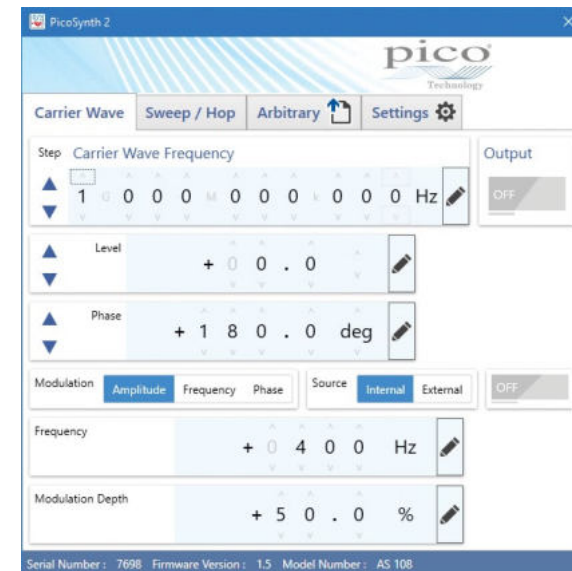 PicoSynth 2
pico
Technology
Carrier Wave Sweep / Hop Arbitrary Settings
Step Carrier Wave Frequency Output
1 G 0 0 0 M 0 0 0 k 0 0 0 Hz OFF
Level
+ 0 0 . 0
Phase
+ 1 8 0 . 0 deg
Modulation Amplitude Frequency Phase Source Internal External OFF
Frequency
+ 0 4 0 0 Hz
Modulation Depth
+ 5 0 . 0 %
Serial Number : 7698 Firmware Version : 1.5 Model Number : AS 108